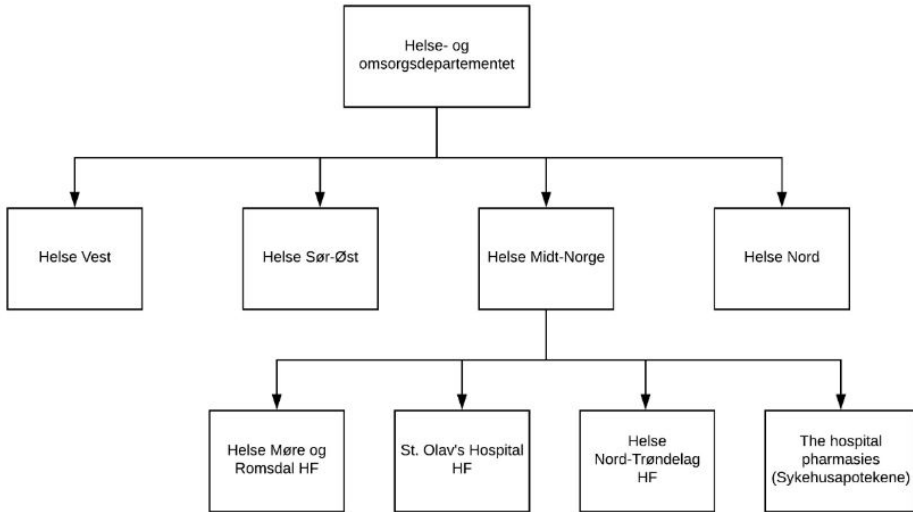 Helse- og
omsorgsdepartementet
Helse Vest
Helse Sør-Øst
Helse Midt-Norge
Helse Nord
Helse Møre og
Romsdal HF
St. Olav's Hospital
HF
Helse
Nord-Trøndelag
HF
The hospital
pharmasies
(Sykehusapotekene)